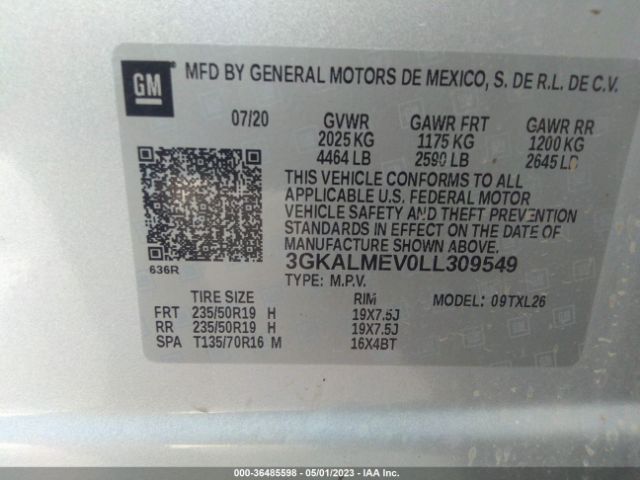 GM MFD BY GENERAL MOTORS DE MEXICO, S. DE R.L. DE C.V.
07/20 GVWR GAWR FRT GAWR RR
2025 KG 1175 KG 1200 KG
4464 LB 2590 LB 2645 LB
THIS VEHICLE CONFORMS TO ALL
APPLICABLE U.S. FEDERAL MOTOR
VEHICLE SAFETY AND THEFT PREVENTION
STANDARDS IN EFFECT ON THE DATE OF
MANUFACTURE SHOWN ABOVE.
636R
3GKALMEV0LL309549
TYPE: M.P.V.
TIRE SIZE RIM MODEL: 09TXL26
FRT 235/50R19 H 19X7.5J
RR 235/50R19 H 19X7.5J
SPA T135/70R16 M 16X4BT
000-36485598 - 05/01/2023 - IAA Inc.